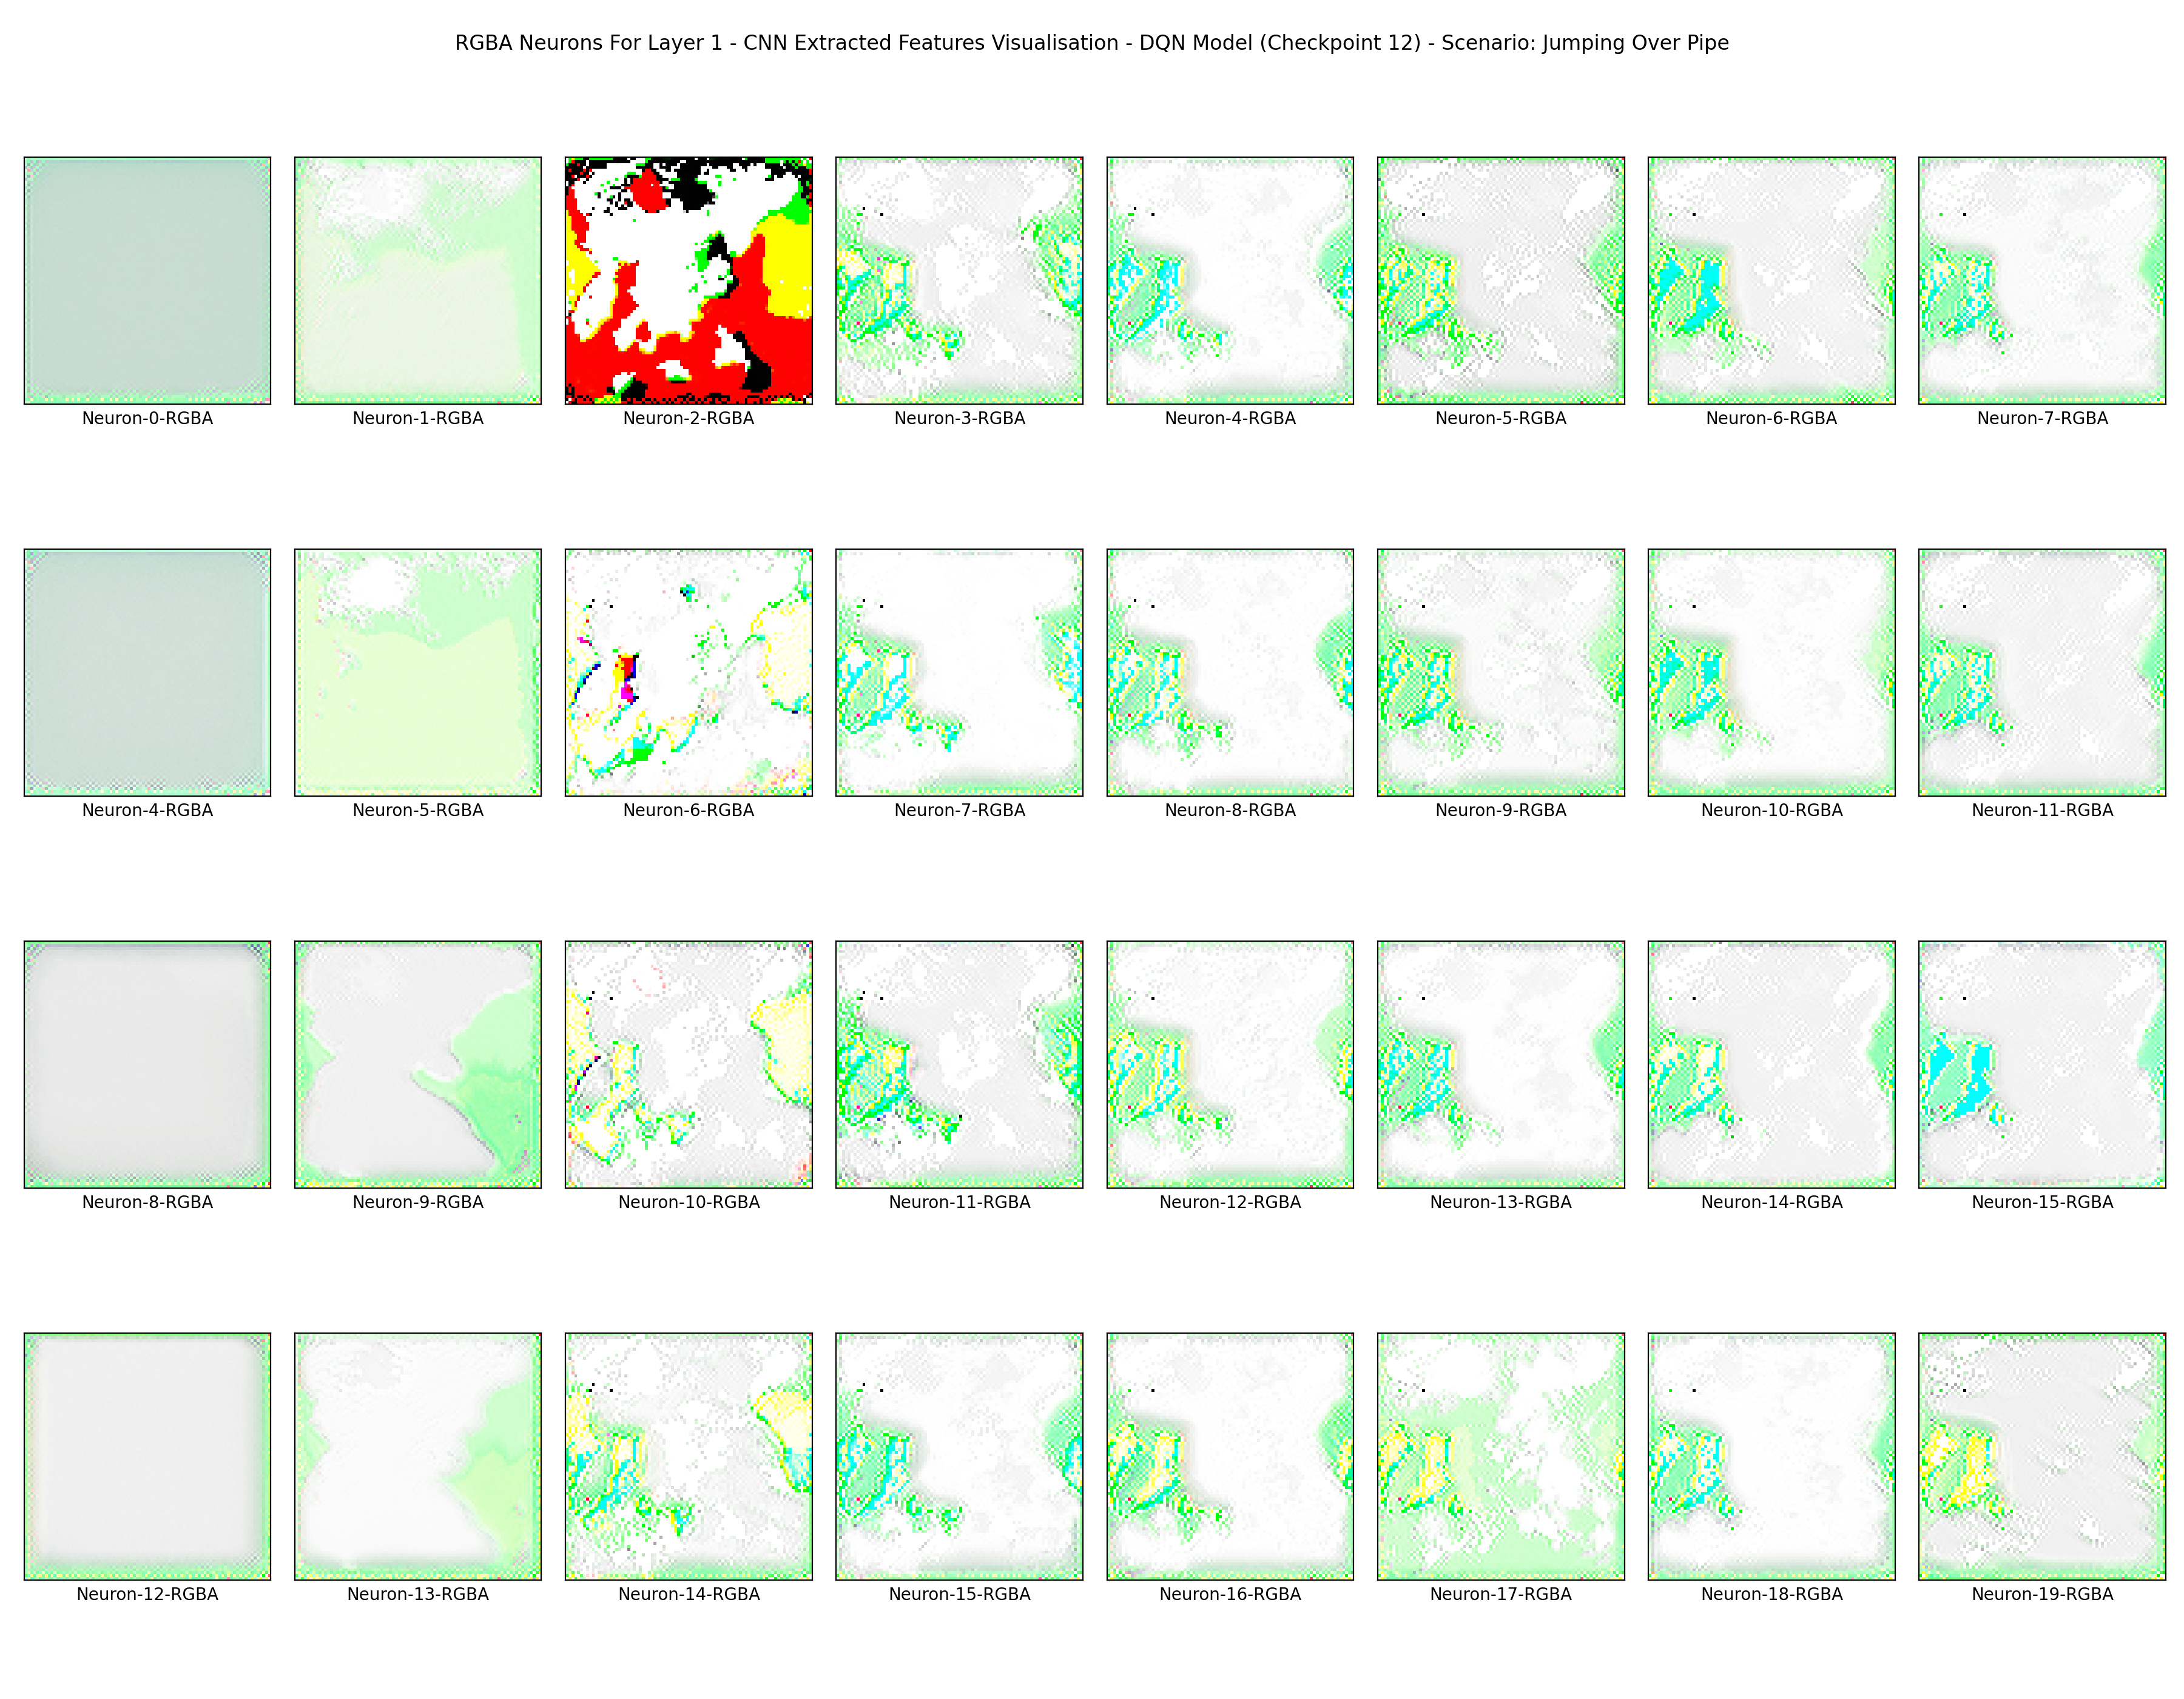 RGBA Neurons For Layer 1 - CNN Extracted Features Visualisation - DQN Model (Checkpoint 12) - Scenario: Jumping Over Pipe
Neuron-0-RGBA Neuron-1-RGBA Neuron-2-RGBA Neuron-3-RGBA Neuron-4-RGBA Neuron-5-RGBA Neuron-6-RGBA Neuron-7-RGBA
Neuron-4-RGBA Neuron-5-RGBA Neuron-6-RGBA Neuron-7-RGBA Neuron-8-RGBA Neuron-9-RGBA Neuron-10-RGBA Neuron-11-RGBA
Neuron-8-RGBA Neuron-9-RGBA Neuron-10-RGBA Neuron-11-RGBA Neuron-12-RGBA Neuron-13-RGBA Neuron-14-RGBA Neuron-15-RGBA
Neuron-12-RGBA Neuron-13-RGBA Neuron-14-RGBA Neuron-15-RGBA Neuron-16-RGBA Neuron-17-RGBA Neuron-18-RGBA Neuron-19-RGBA